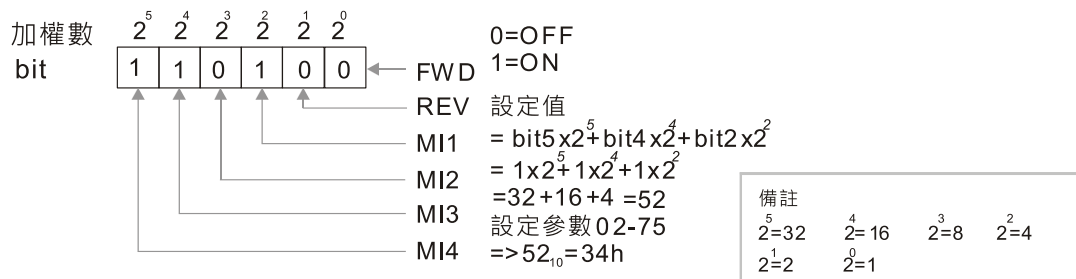 加權數 2⁵ 2⁴ 2³ 2² 2¹ 2⁰
bit 1 1 0 1 0 0
FWD
REV
MI1
MI2
MI3
MI4
0=OFF
1=ON
設定值
= bit5x2⁵+bit4x2⁴+bit2x2²
= 1x2⁵+1x2⁴+1x2²
=32+16+4 =52
設定參數02-75
=>52₁₀=34h
備註
2⁵=32 2⁴=16 2³=8 2²=4
2¹=2 2⁰=1